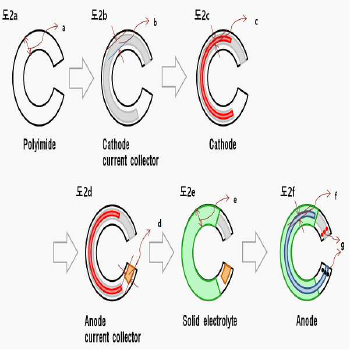 도2a
도2b
도2c
a
b
c
Polyimide
Cathode
current collector
Cathode
도2d
도2e
도2f
d
e
f
g
Anode
current collector
Solid electrolyte
Anode